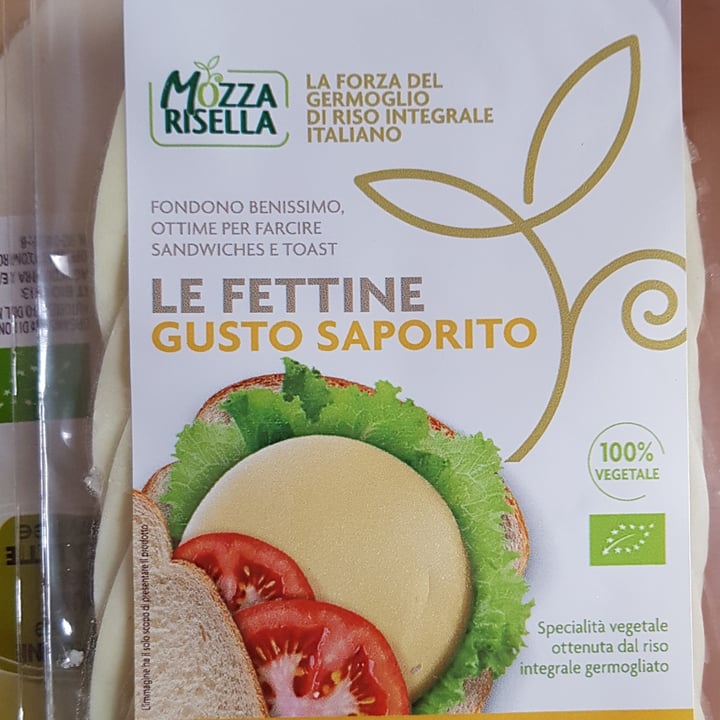 MOZZA
RISELLA
LA FORZA DEL
GERMOGLIO
DI RISO INTEGRALE
ITALIANO
FONDONO BENISSIMO,
OTTIME PER FARCIRE
SANDWICHES E TOAST
LE FETTINE
GUSTO SAPORITO
100%
VEGETALE
Specialità vegetale
ottenuta dal riso
integrale germogliato
L'immagine ha il solo scopo di presentare il prodotto